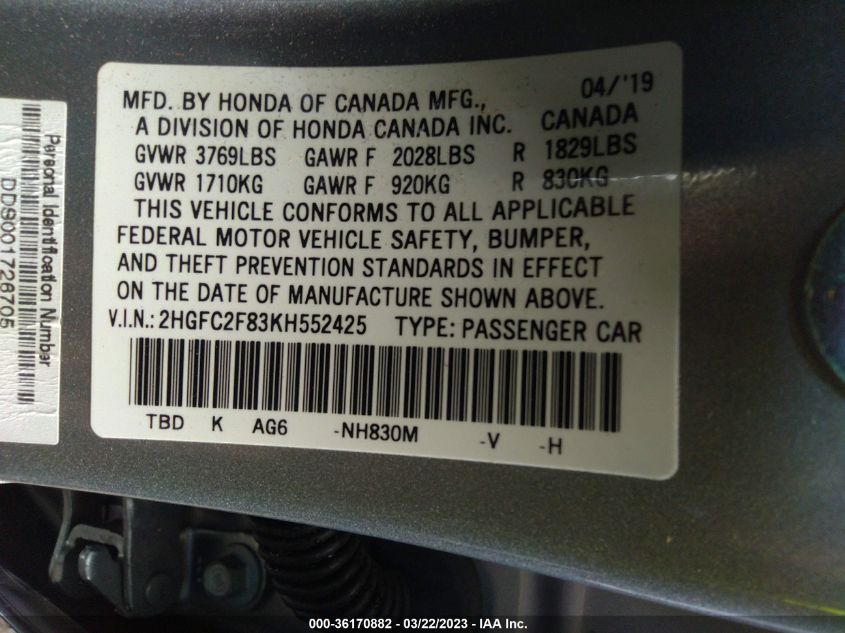 04/'19
MFD. BY HONDA OF CANADA MFG.,
A DIVISION OF HONDA CANADA INC. CANADA
GVWR 3769LBS GAWR F 2028LBS R 1829LBS
GVWR 1710KG GAWR F 920KG R 830KG
THIS VEHICLE CONFORMS TO ALL APPLICABLE
FEDERAL MOTOR VEHICLE SAFETY, BUMPER,
AND THEFT PREVENTION STANDARDS IN EFFECT
ON THE DATE OF MANUFACTURE SHOWN ABOVE.
V.I.N.: 2HGFC2F83KH552425 TYPE: PASSENGER CAR
TBD K AG6 -NH830M -V -H
Personal Identification Number
DDS001726705
000-36170882 - 03/22/2023 - IAA Inc.